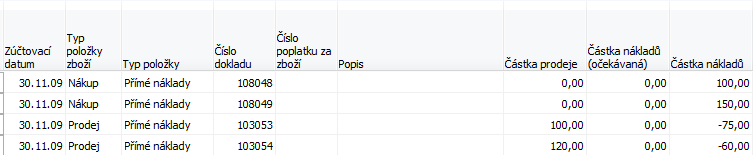 Zúčtovací datum	Typ položky zboží	Typ položky	Číslo dokladu	Číslo poplatku za zboží	Popis	Částka prodeje	Částka nákladů (očekávaná)	Částka nákladů
30.11.09	Nákup	Přímé náklady	108048			0,00	0,00	100,00
30.11.09	Nákup	Přímé náklady	108049			0,00	0,00	150,00
30.11.09	Prodej	Přímé náklady	103053			100,00	0,00	-75,00
30.11.09	Prodej	Přímé náklady	103054			120,00	0,00	-60,00